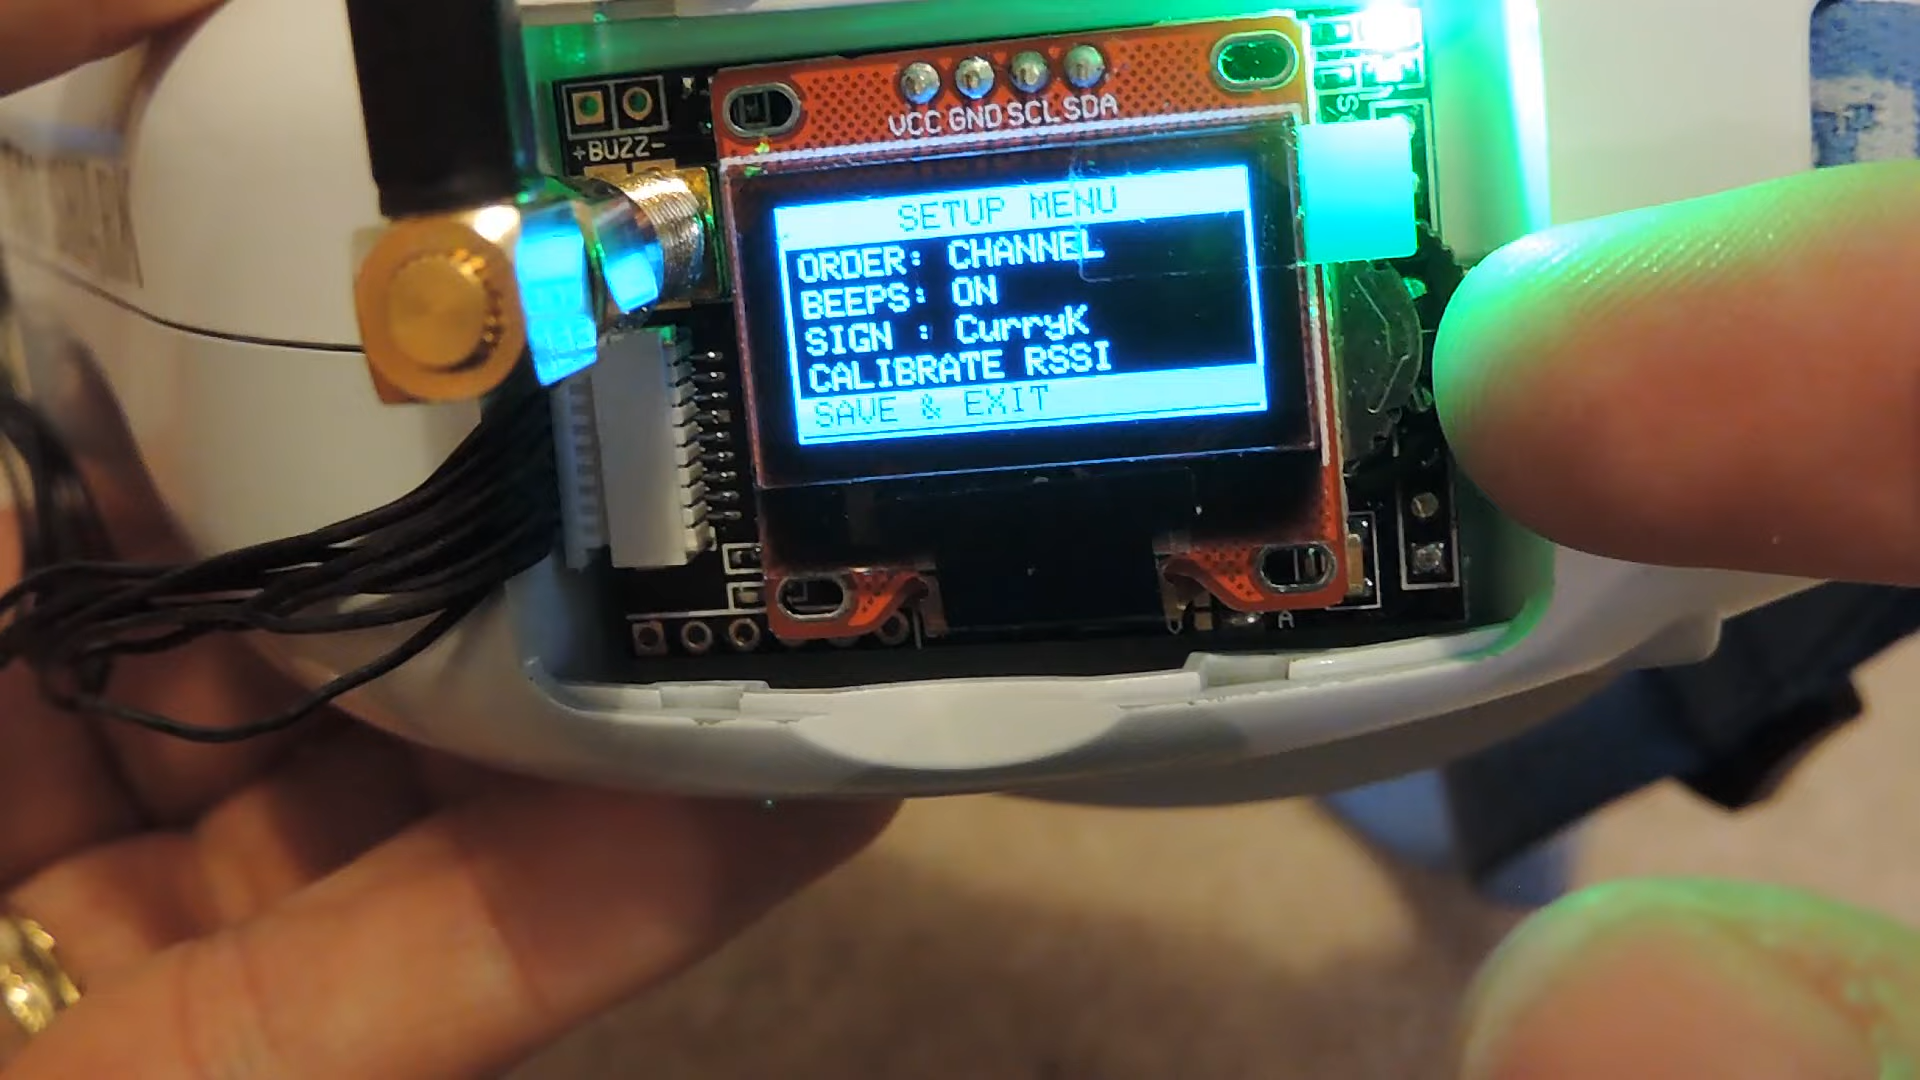 VCC GND SCL SDA
+BUZZ-
SETUP MENU
ORDER: CHANNEL
BEEPS: ON
SIGN : CurryK
CALIBRATE RSSI
SAVE & EXIT
A